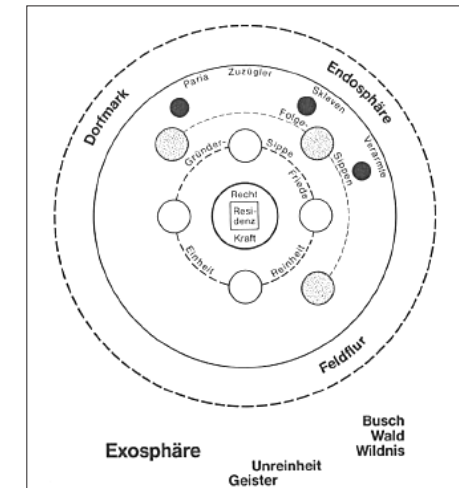 Paria
Zuzügler
Sklaven
Endosphäre
Dorfmark
Folge-
Sippen
Verarmte
Gründer-
Sippe
Friede
Recht
Resi-
denz
Kraft
Einheit
Reinheit
Feldflur
Exosphäre
Busch
Wald
Wildnis
Unreinheit
Geister